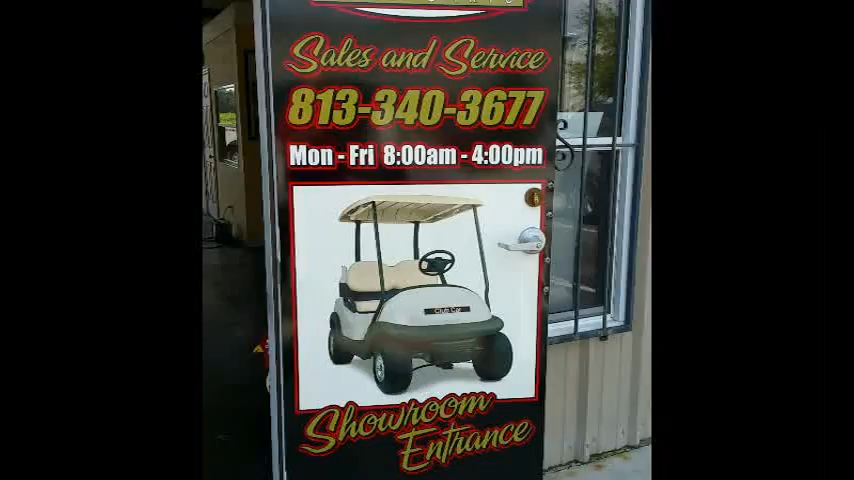 Sales and Service
813-340-3677
Mon - Fri 8:00am - 4:00pm
Club Car
Showroom
Entrance